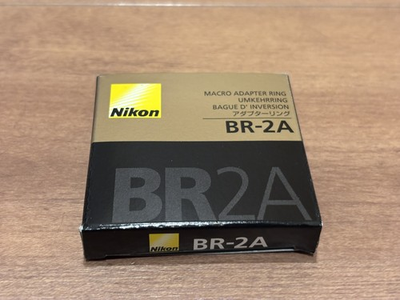 Nikon
MACRO ADAPTER RING
UMKEHRRING
BAGUE D' INVERSION
アダプターリング
BR-2A
BR2A
Nikon
BR-2A